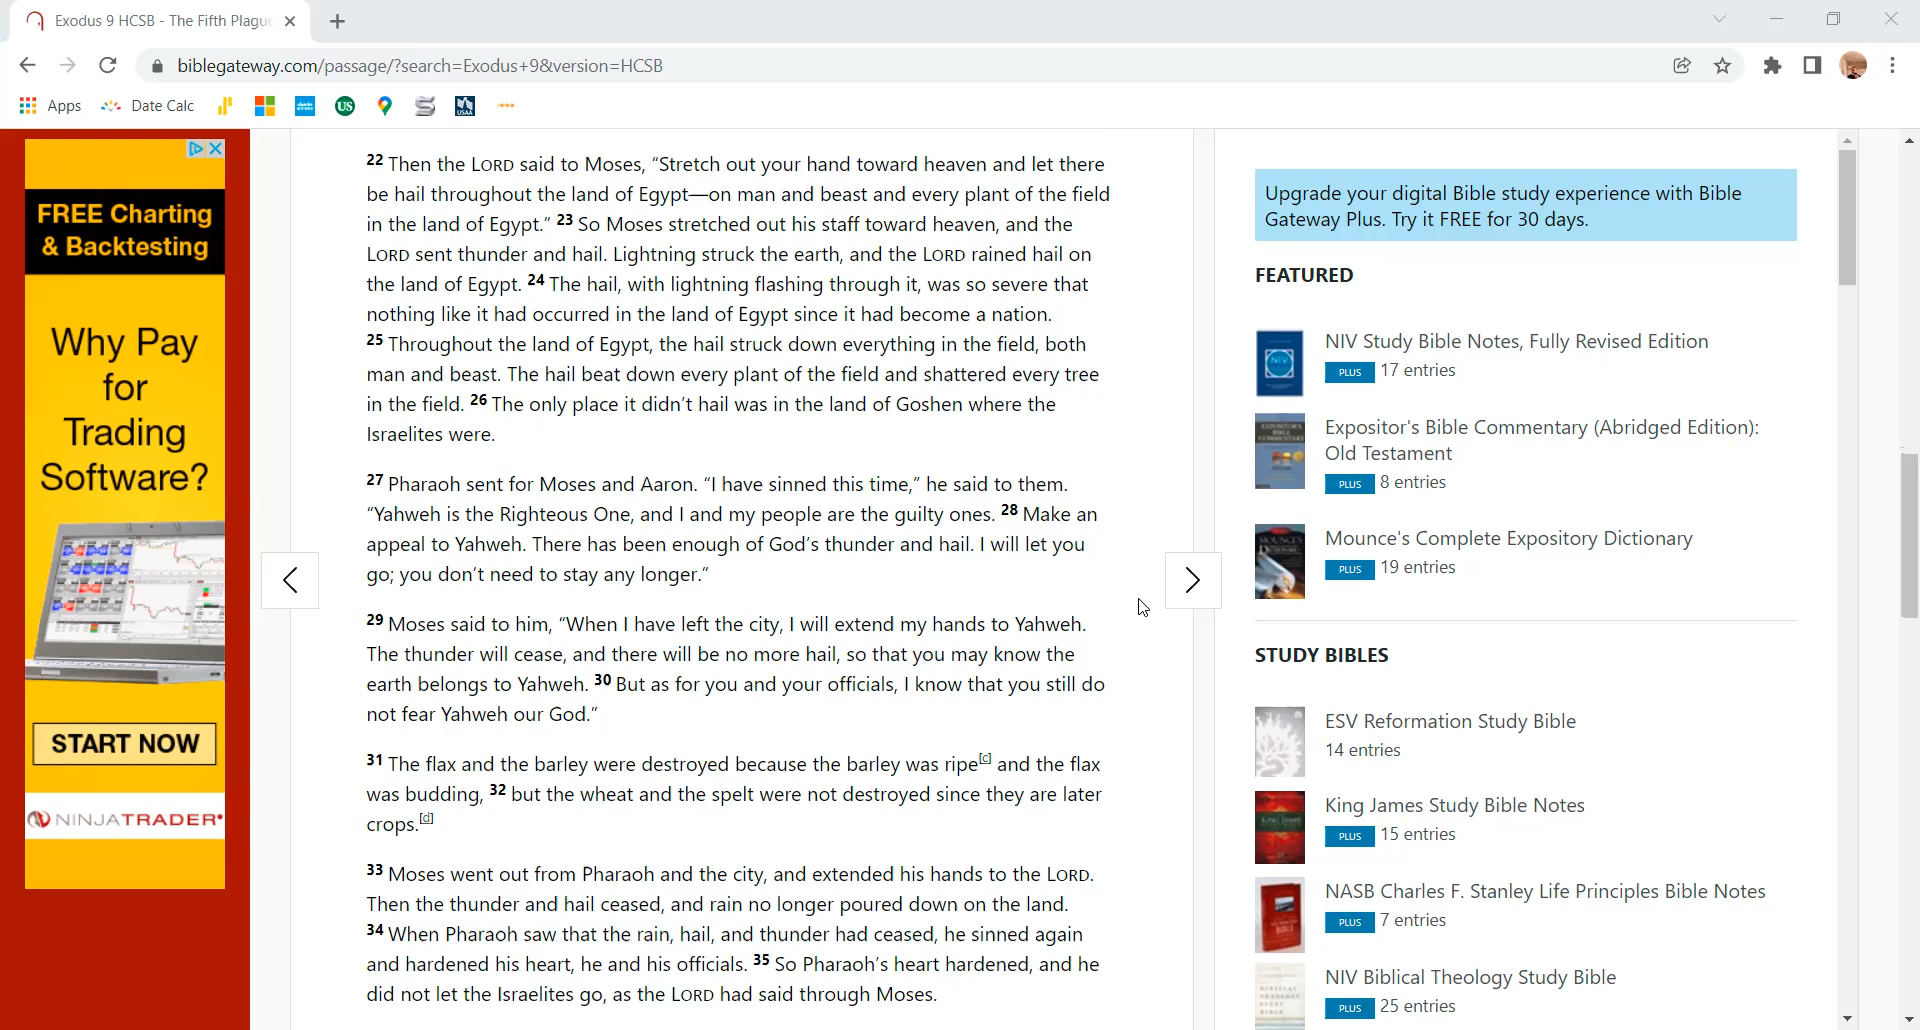 Exodus 9 HCSB - The Fifth Plague
biblegateway.com/passage/?search=Exodus+9&version=HCSB
Apps
Date Calc
US
USAA
FREE Charting
& Backtesting
Why Pay
for
Trading
Software?
START NOW
NINJATRADER
22 Then the LORD said to Moses, “Stretch out your hand toward heaven and let there
be hail throughout the land of Egypt—on man and beast and every plant of the field
in the land of Egypt.” 23 So Moses stretched out his staff toward heaven, and the
LORD sent thunder and hail. Lightning struck the earth, and the LORD rained hail on
the land of Egypt. 24 The hail, with lightning flashing through it, was so severe that
nothing like it had occurred in the land of Egypt since it had become a nation.
25 Throughout the land of Egypt, the hail struck down everything in the field, both
man and beast. The hail beat down every plant of the field and shattered every tree
in the field. 26 The only place it didn’t hail was in the land of Goshen where the
Israelites were.
27 Pharaoh sent for Moses and Aaron. “I have sinned this time,” he said to them.
“Yahweh is the Righteous One, and I and my people are the guilty ones. 28 Make an
appeal to Yahweh. There has been enough of God’s thunder and hail. I will let you
go; you don’t need to stay any longer.”
29 Moses said to him, “When I have left the city, I will extend my hands to Yahweh.
The thunder will cease, and there will be no more hail, so that you may know the
earth belongs to Yahweh. 30 But as for you and your officials, I know that you still do
not fear Yahweh our God.”
31 The flax and the barley were destroyed because the barley was ripe[c] and the flax
was budding, 32 but the wheat and the spelt were not destroyed since they are later
crops.[d]
33 Moses went out from Pharaoh and the city, and extended his hands to the LORD.
Then the thunder and hail ceased, and rain no longer poured down on the land.
34 When Pharaoh saw that the rain, hail, and thunder had ceased, he sinned again
and hardened his heart, he and his officials. 35 So Pharaoh’s heart hardened, and he
did not let the Israelites go, as the LORD had said through Moses.
Upgrade your digital Bible study experience with Bible
Gateway Plus. Try it FREE for 30 days.
FEATURED
NIV
NIV Study Bible Notes, Fully Revised Edition
PLUS 17 entries
Expositor's Bible Commentary (Abridged Edition):
Old Testament
PLUS 8 entries
Mounce's Complete Expository Dictionary
PLUS 19 entries
STUDY BIBLES
ESV Reformation Study Bible
14 entries
King James Study Bible Notes
PLUS 15 entries
NASB Charles F. Stanley Life Principles Bible Notes
PLUS 7 entries
NIV Biblical Theology Study Bible
PLUS 25 entries